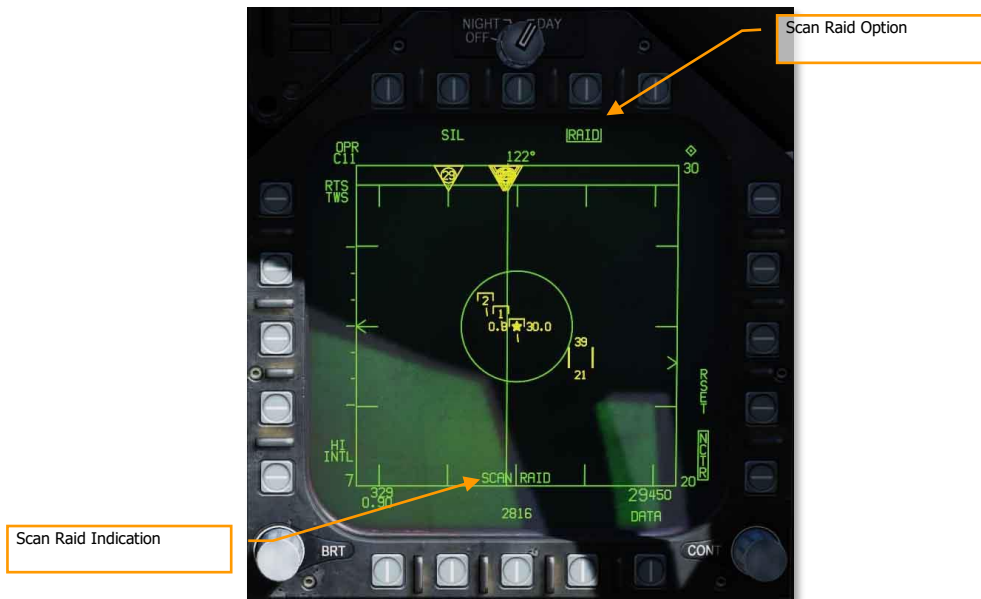 Scan Raid Option
NIGHT
DAY
OFF
SIL
RAID
OPR
C11
122°
30
29
RTS
TWS
2
1
0.8
30.0
39
21
RSET
HI
INTL
NCTR
7
SCAN RAID
20
329
0.90
29450
2816
DATA
Scan Raid Indication
BRT
CONT